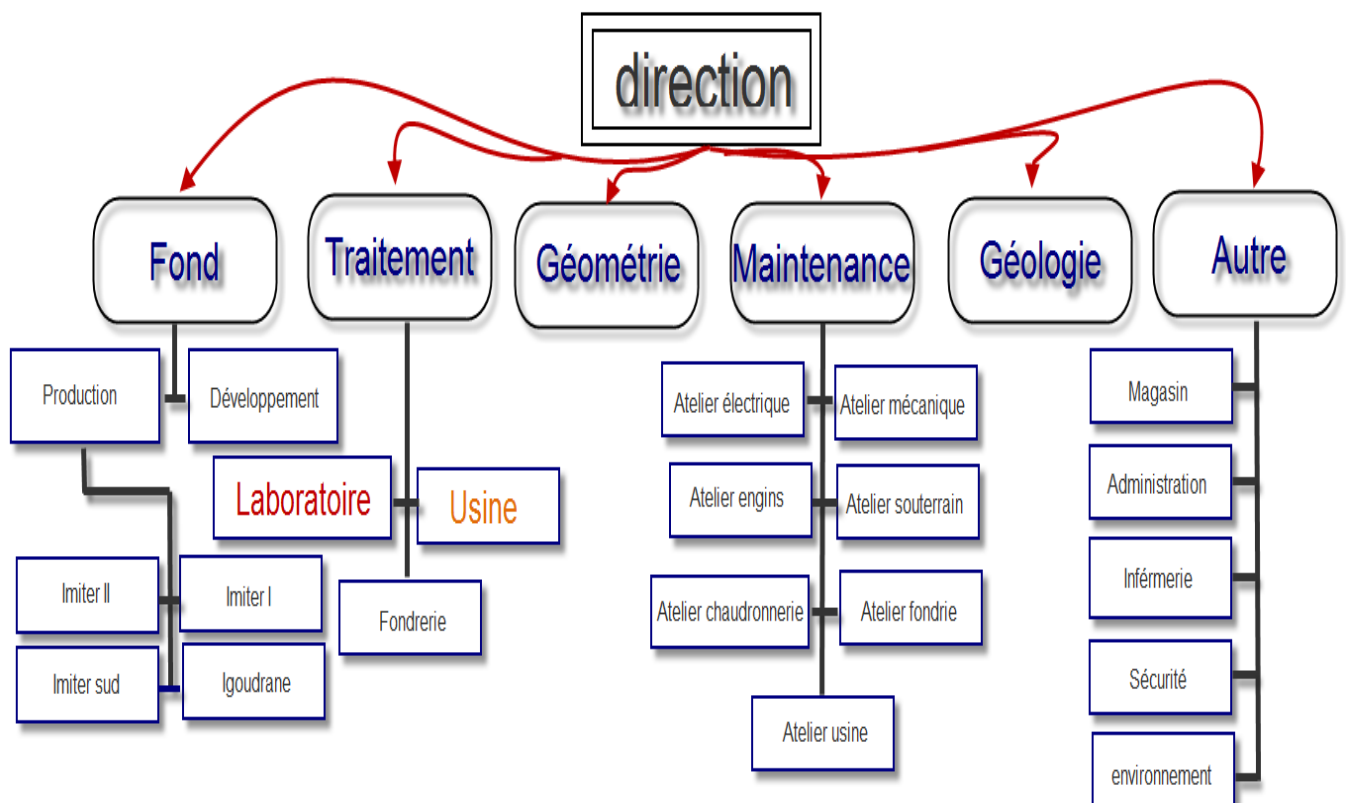 direction
Fond
Traitement
Géométrie
Maintenance
Géologie
Autre
Production
Développement
Laboratoire
Usine
Fondrerie
Imiter II
Imiter I
Imiter sud
Igoudrane
Atelier électrique
Atelier mécanique
Atelier engins
Atelier souterrain
Atelier chaudronnerie
Atelier fondrie
Atelier usine
Magasin
Administration
Inférmerie
Sécurité
environnement